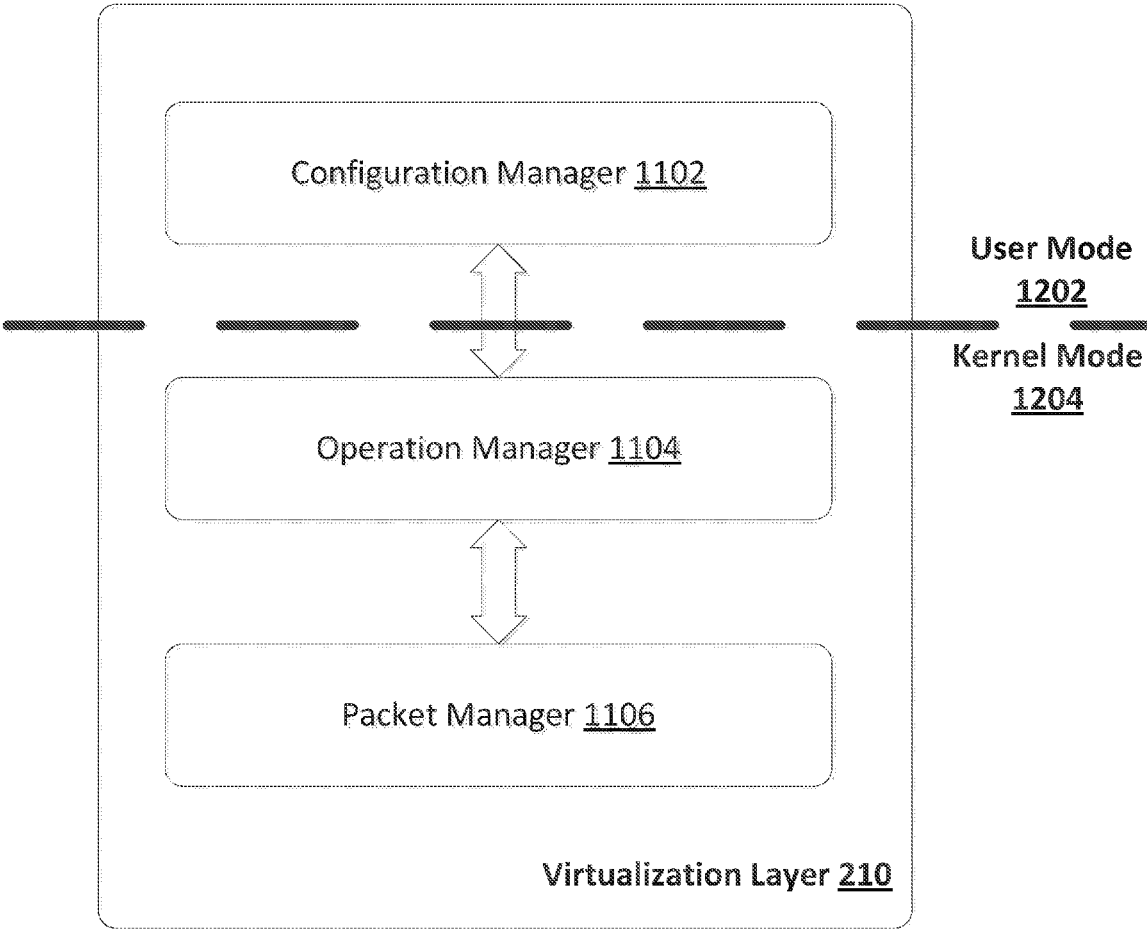 Configuration Manager 1102
User Mode
1202
Kernel Mode
1204
Operation Manager 1104
Packet Manager 1106
Virtualization Layer 210